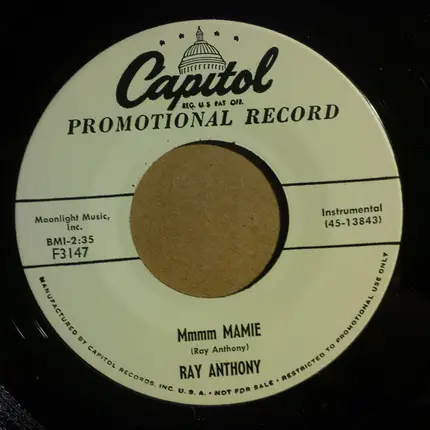 Capitol
REG. U.S. PAT. OFF.
PROMOTIONAL RECORD
Moonlight Music,
Inc.
BMI-2:35
F3147
Instrumental
(45-13843)
Mmmm MAMIE
(Ray Anthony)
RAY ANTHONY
MANUFACTURED BY CAPITOL RECORDS, INC. U.S.A. • NOT FOR SALE • RESTRICTED TO PROMOTIONAL USE ONLY